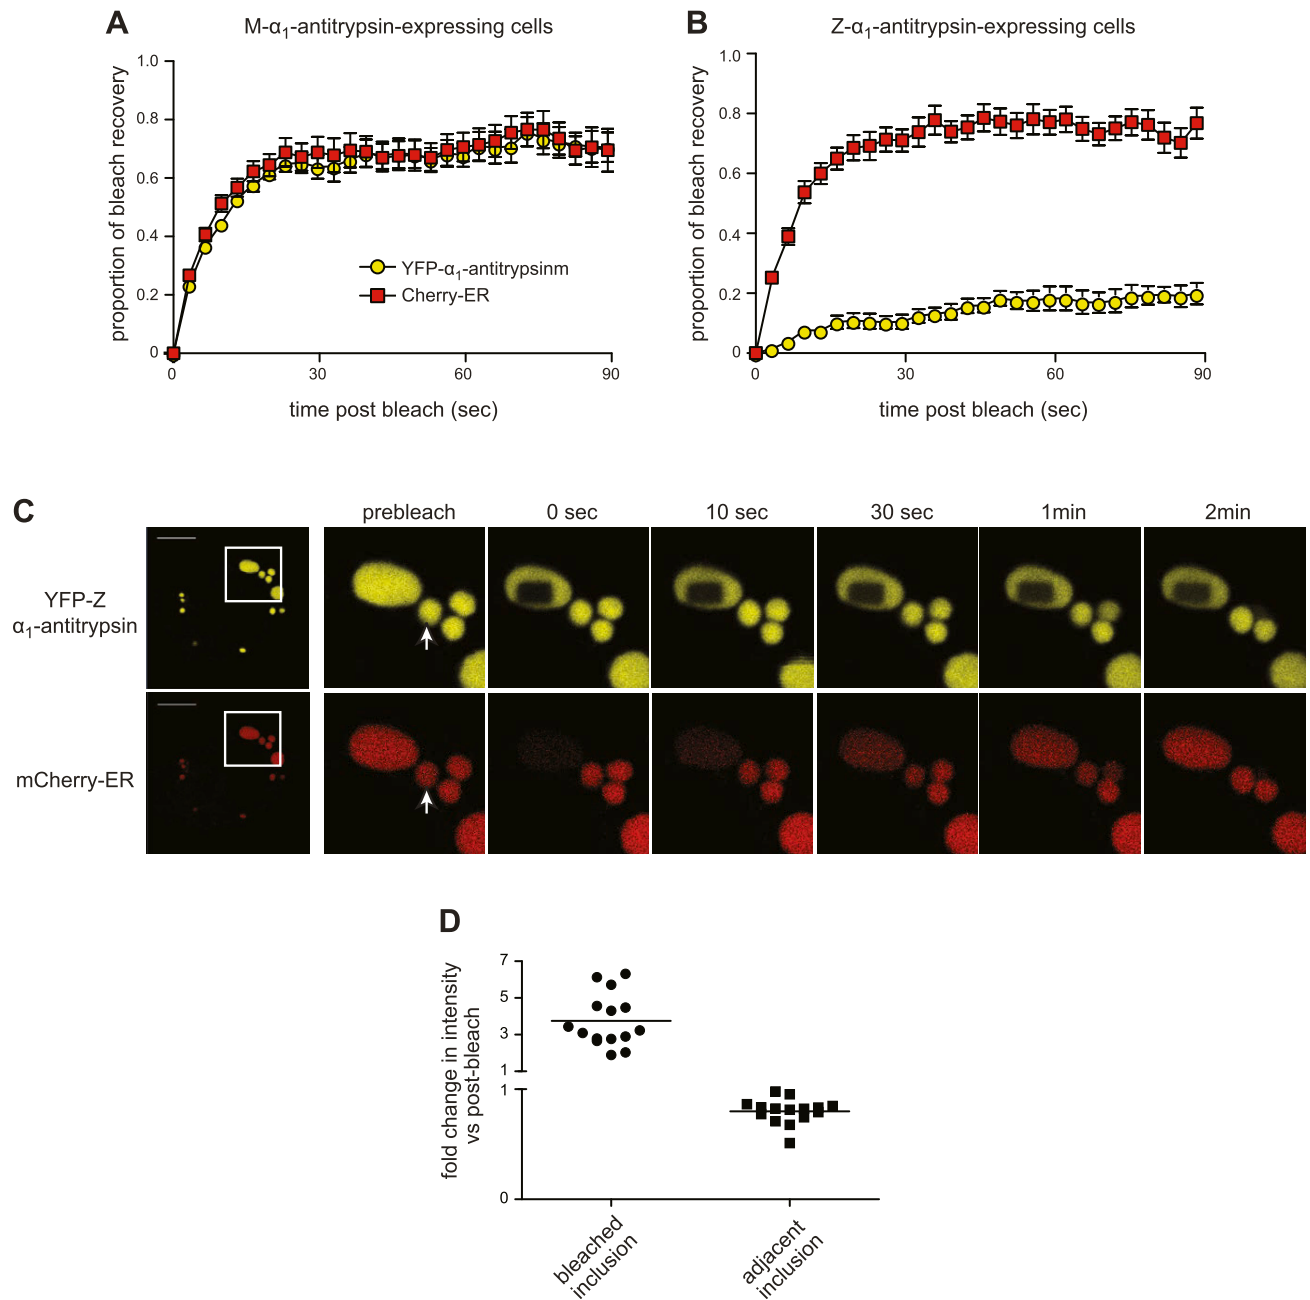 A
M-α1-antitrypsin-expressing cells
proportion of bleach recovery
1.0
0.8
0.6
0.4
0.2
0
0
30
60
90
time post bleach (sec)
YFP-α1-antitrypsinm
Cherry-ER
B
Z-α1-antitrypsin-expressing cells
proportion of bleach recovery
1.0
0.8
0.6
0.4
0.2
0
0
30
60
90
time post bleach (sec)
C
prebleach
0 sec
10 sec
30 sec
1min
2min
YFP-Z
α1-antitrypsin
mCherry-ER
D
fold change in intensity
vs post-bleach
7
5
3
1
1
0
bleached
inclusion
adjacent
inclusion